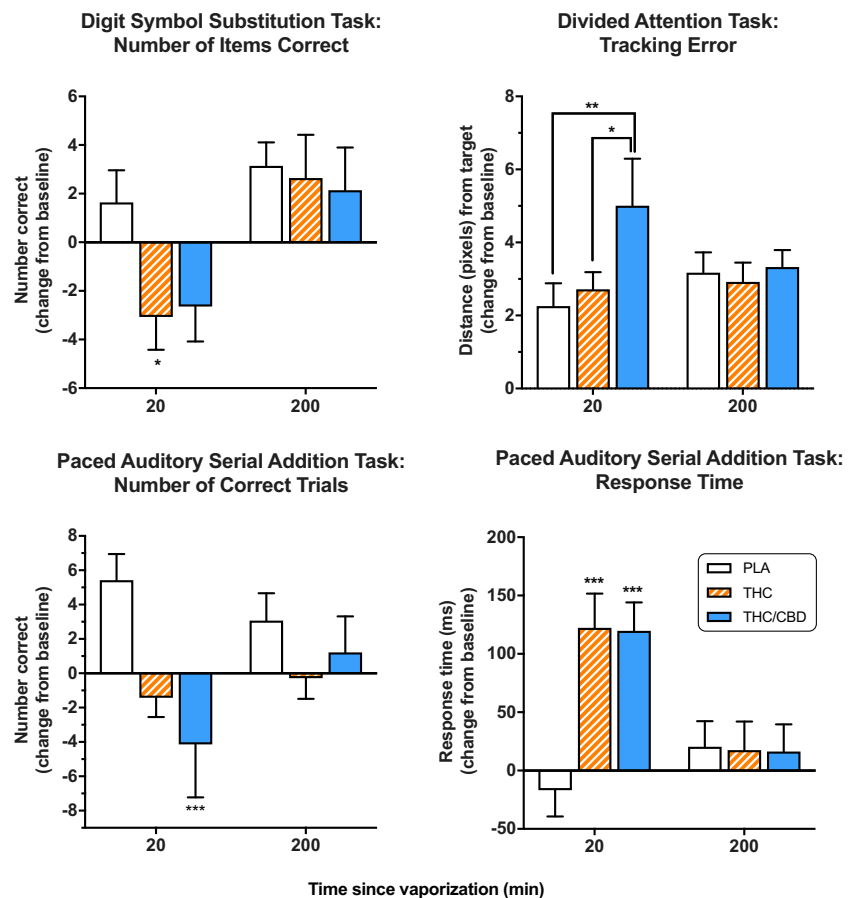 Digit Symbol Substitution Task:
Number of Items Correct
Number correct
(change from baseline)
6
4
2
0
-2
-4
-6
*
20
200
Divided Attention Task:
Tracking Error
Distance (pixels) from target
(change from baseline)
8
6
4
2
0
**
*
20
200
Paced Auditory Serial Addition Task:
Number of Correct Trials
Number correct
(change from baseline)
8
6
4
2
0
-2
-4
-6
-8
***
20
200
Paced Auditory Serial Addition Task:
Response Time
Response time (ms)
(change from baseline)
200
150
100
50
0
-50
***
***
PLA
THC
THC/CBD
20
200
Time since vaporization (min)